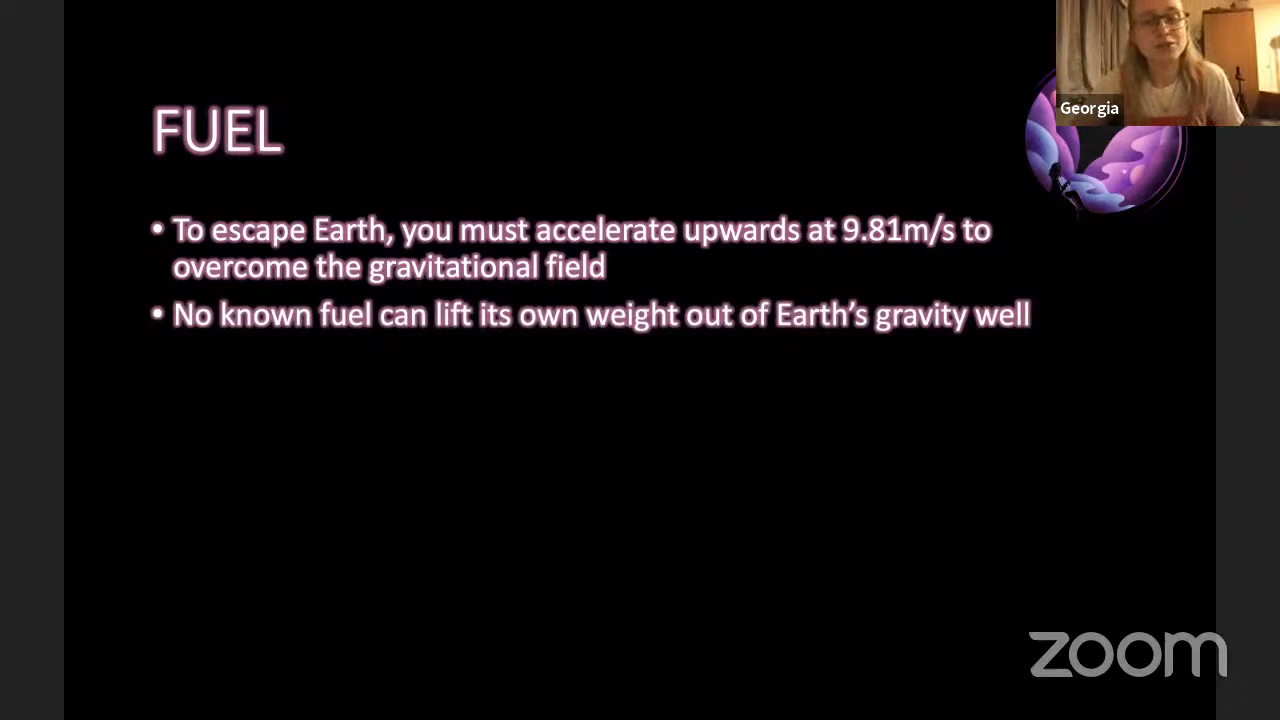 Georgia
FUEL
• To escape Earth, you must accelerate upwards at 9.81m/s to
overcome the gravitational field
• No known fuel can lift its own weight out of Earth’s gravity well
zoom